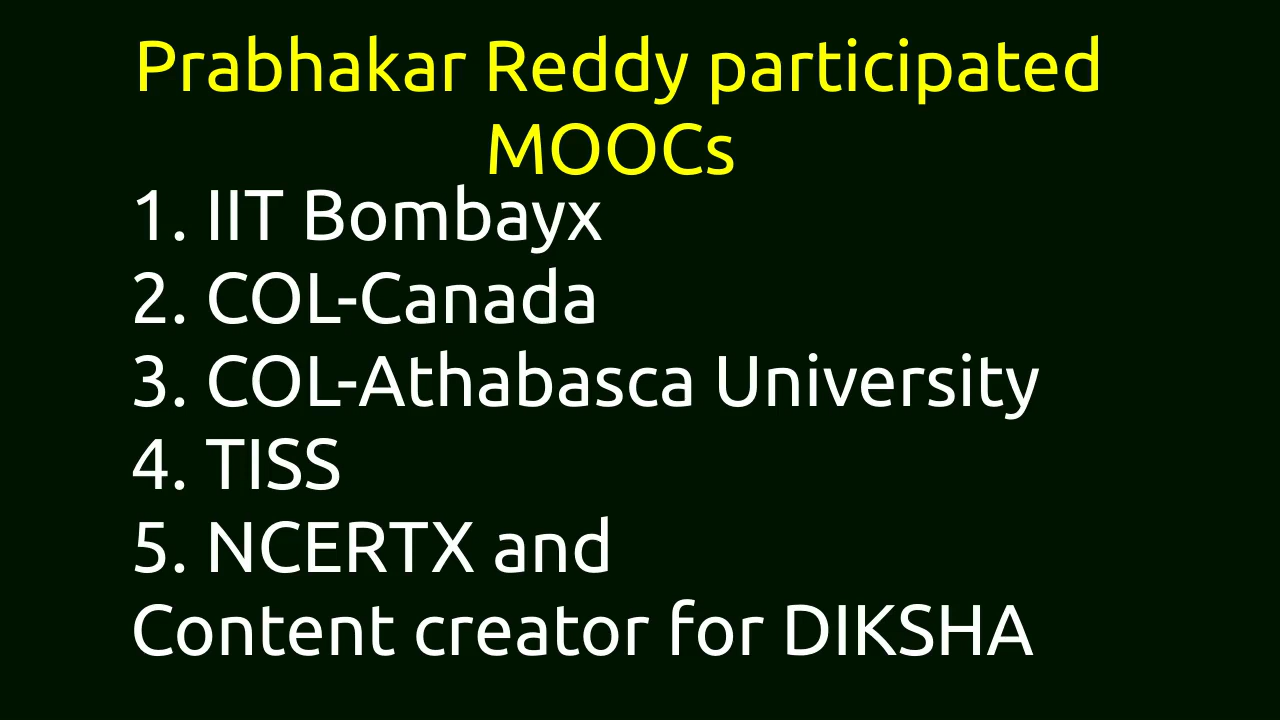 Prabhakar Reddy participated
MOOCs
1. IIT Bombayx
2. COL-Canada
3. COL-Athabasca University
4. TISS
5. NCERTX and
Content creator for DIKSHA